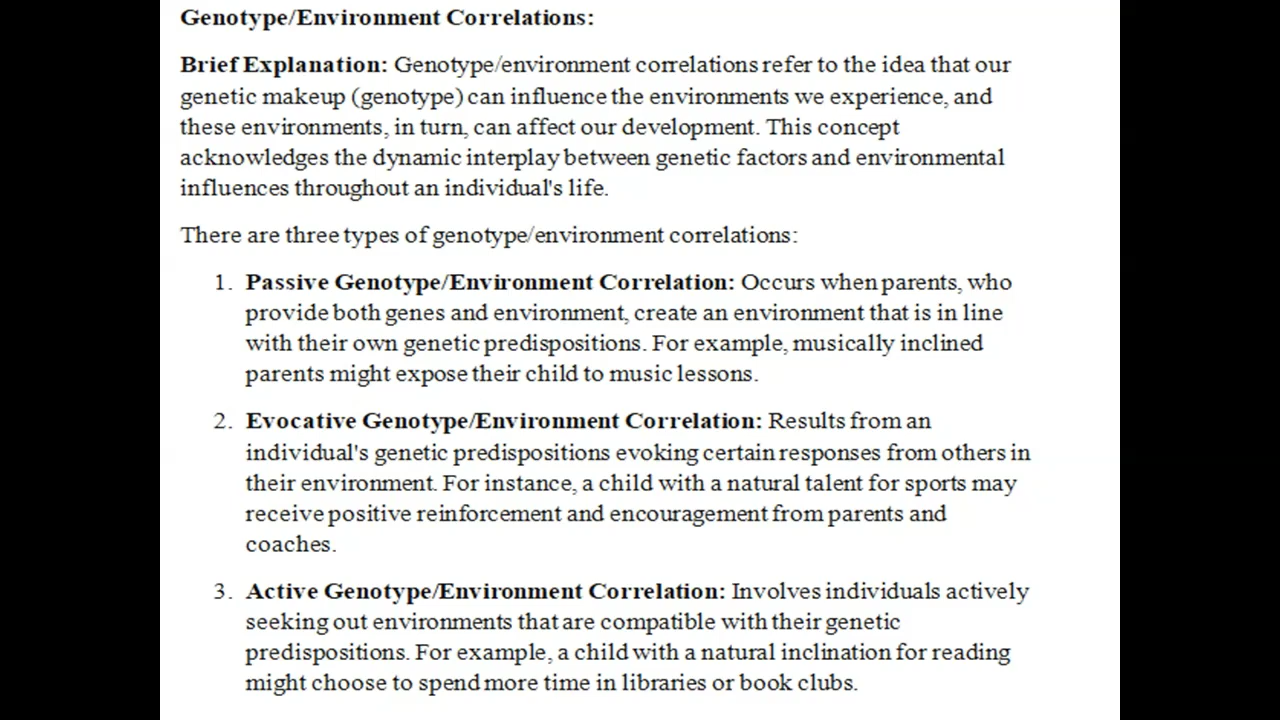 Genotype/Environment Correlations:
Brief Explanation: Genotype/environment correlations refer to the idea that our
genetic makeup (genotype) can influence the environments we experience, and
these environments, in turn, can affect our development. This concept
acknowledges the dynamic interplay between genetic factors and environmental
influences throughout an individual's life.
There are three types of genotype/environment correlations:
1. Passive Genotype/Environment Correlation: Occurs when parents, who
provide both genes and environment, create an environment that is in line
with their own genetic predispositions. For example, musically inclined
parents might expose their child to music lessons.
2. Evocative Genotype/Environment Correlation: Results from an
individual's genetic predispositions evoking certain responses from others in
their environment. For instance, a child with a natural talent for sports may
receive positive reinforcement and encouragement from parents and
coaches.
3. Active Genotype/Environment Correlation: Involves individuals actively
seeking out environments that are compatible with their genetic
predispositions. For example, a child with a natural inclination for reading
might choose to spend more time in libraries or book clubs.